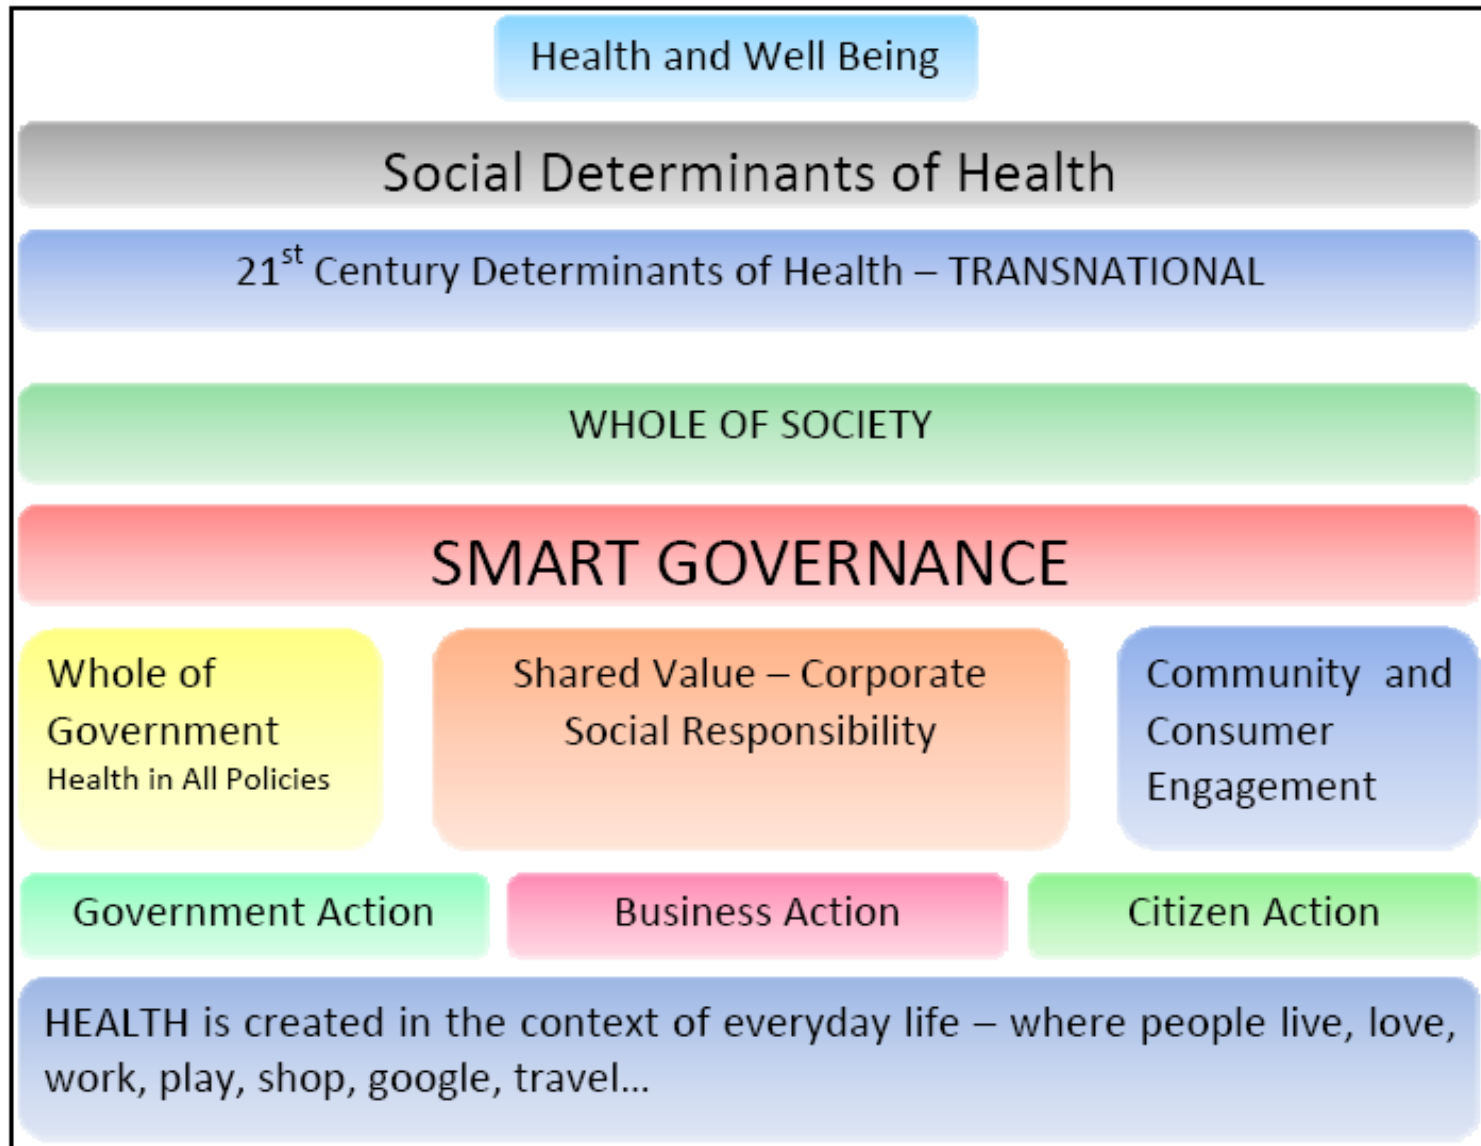 Health and Well Being
Social Determinants of Health
21st Century Determinants of Health – TRANSNATIONAL
WHOLE OF SOCIETY
SMART GOVERNANCE
Whole of
Government
Health in All Policies
Shared Value – Corporate
Social Responsibility
Community and
Consumer
Engagement
Government Action
Business Action
Citizen Action
HEALTH is created in the context of everyday life – where people live, love,
work, play, shop, google, travel…